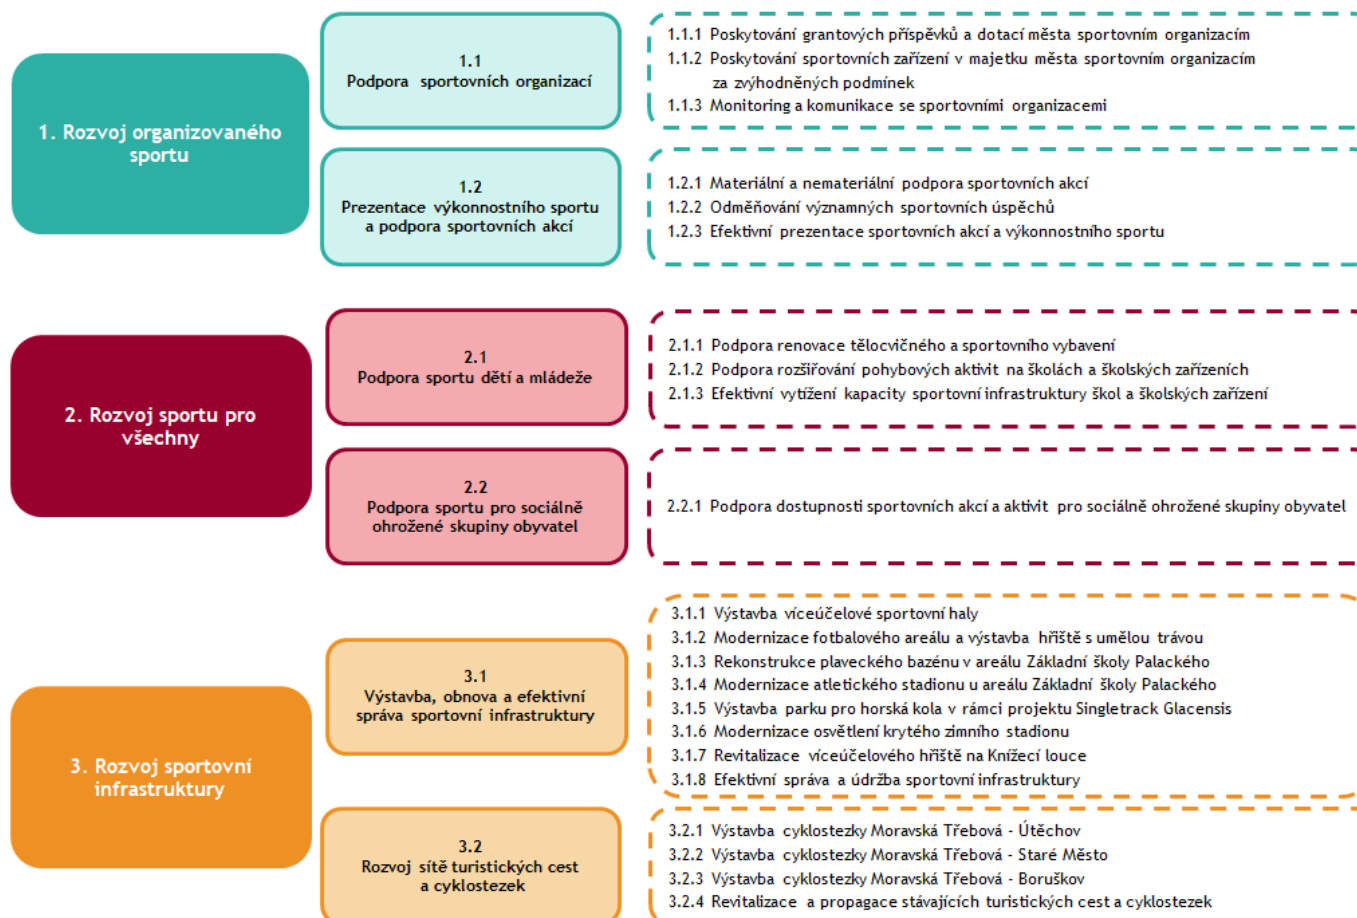 1. Rozvoj organizovaného
sportu
1.1
Podpora sportovních organizací
1.1.1 Poskytování grantových příspěvků a dotací města sportovním organizacím
1.1.2 Poskytování sportovních zařízení v majetku města sportovním organizacím
za zvýhodněných podmínek
1.1.3 Monitoring a komunikace se sportovními organizacemi
1.2
Prezentace výkonnostního sportu
a podpora sportovních akcí
1.2.1 Materiální a nemateriální podpora sportovních akcí
1.2.2 Odměňování významných sportovních úspěchů
1.2.3 Efektivní prezentace sportovních akcí a výkonnostního sportu
2. Rozvoj sportu pro
všechny
2.1
Podpora sportu dětí a mládeže
2.1.1 Podpora renovace tělocvičného a sportovního vybavení
2.1.2 Podpora rozšiřování pohybových aktivit na školách a školských zařízeních
2.1.3 Efektivní vytížení kapacity sportovní infrastruktury škol a školských zařízení
2.2
Podpora sportu pro sociálně
ohrožené skupiny obyvatel
2.2.1 Podpora dostupnosti sportovních akcí a aktivit pro sociálně ohrožené skupiny obyvatel
3. Rozvoj sportovní
infrastruktury
3.1
Výstavba, obnova a efektivní
správa sportovní infrastruktury
3.1.1 Výstavba víceúčelové sportovní haly
3.1.2 Modernizace fotbalového areálu a výstavba hřiště s umělou trávou
3.1.3 Rekonstrukce plaveckého bazénu v areálu Základní školy Palackého
3.1.4 Modernizace atletického stadionu u areálu Základní školy Palackého
3.1.5 Výstavba parku pro horská kola v rámci projektu Singletrack Glacensis
3.1.6 Modernizace osvětlení krytého zimního stadionu
3.1.7 Revitalizace víceúčelového hřiště na Knížecí louce
3.1.8 Efektivní správa a údržba sportovní infrastruktury
3.2
Rozvoj sítě turistických cest
a cyklostezek
3.2.1 Výstavba cyklostezky Moravská Třebová - Útěchov
3.2.2 Výstavba cyklostezky Moravská Třebová - Staré Město
3.2.3 Výstavba cyklostezky Moravská Třebová - Boruškov
3.2.4 Revitalizace a propagace stávajících turistických cest a cyklostezek